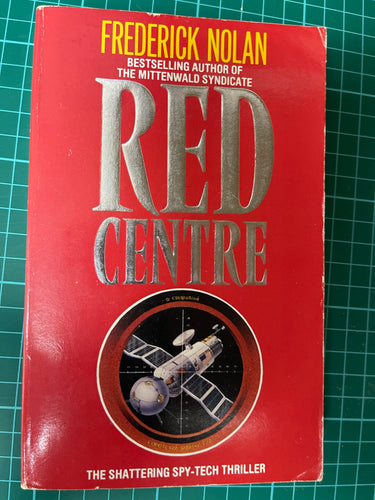 FREDERICK NOLAN
BESTSELLING AUTHOR OF
THE MITTENWALD SYNDICATE
RED
CENTRE
THE SHATTERING SPY-TECH THRILLER